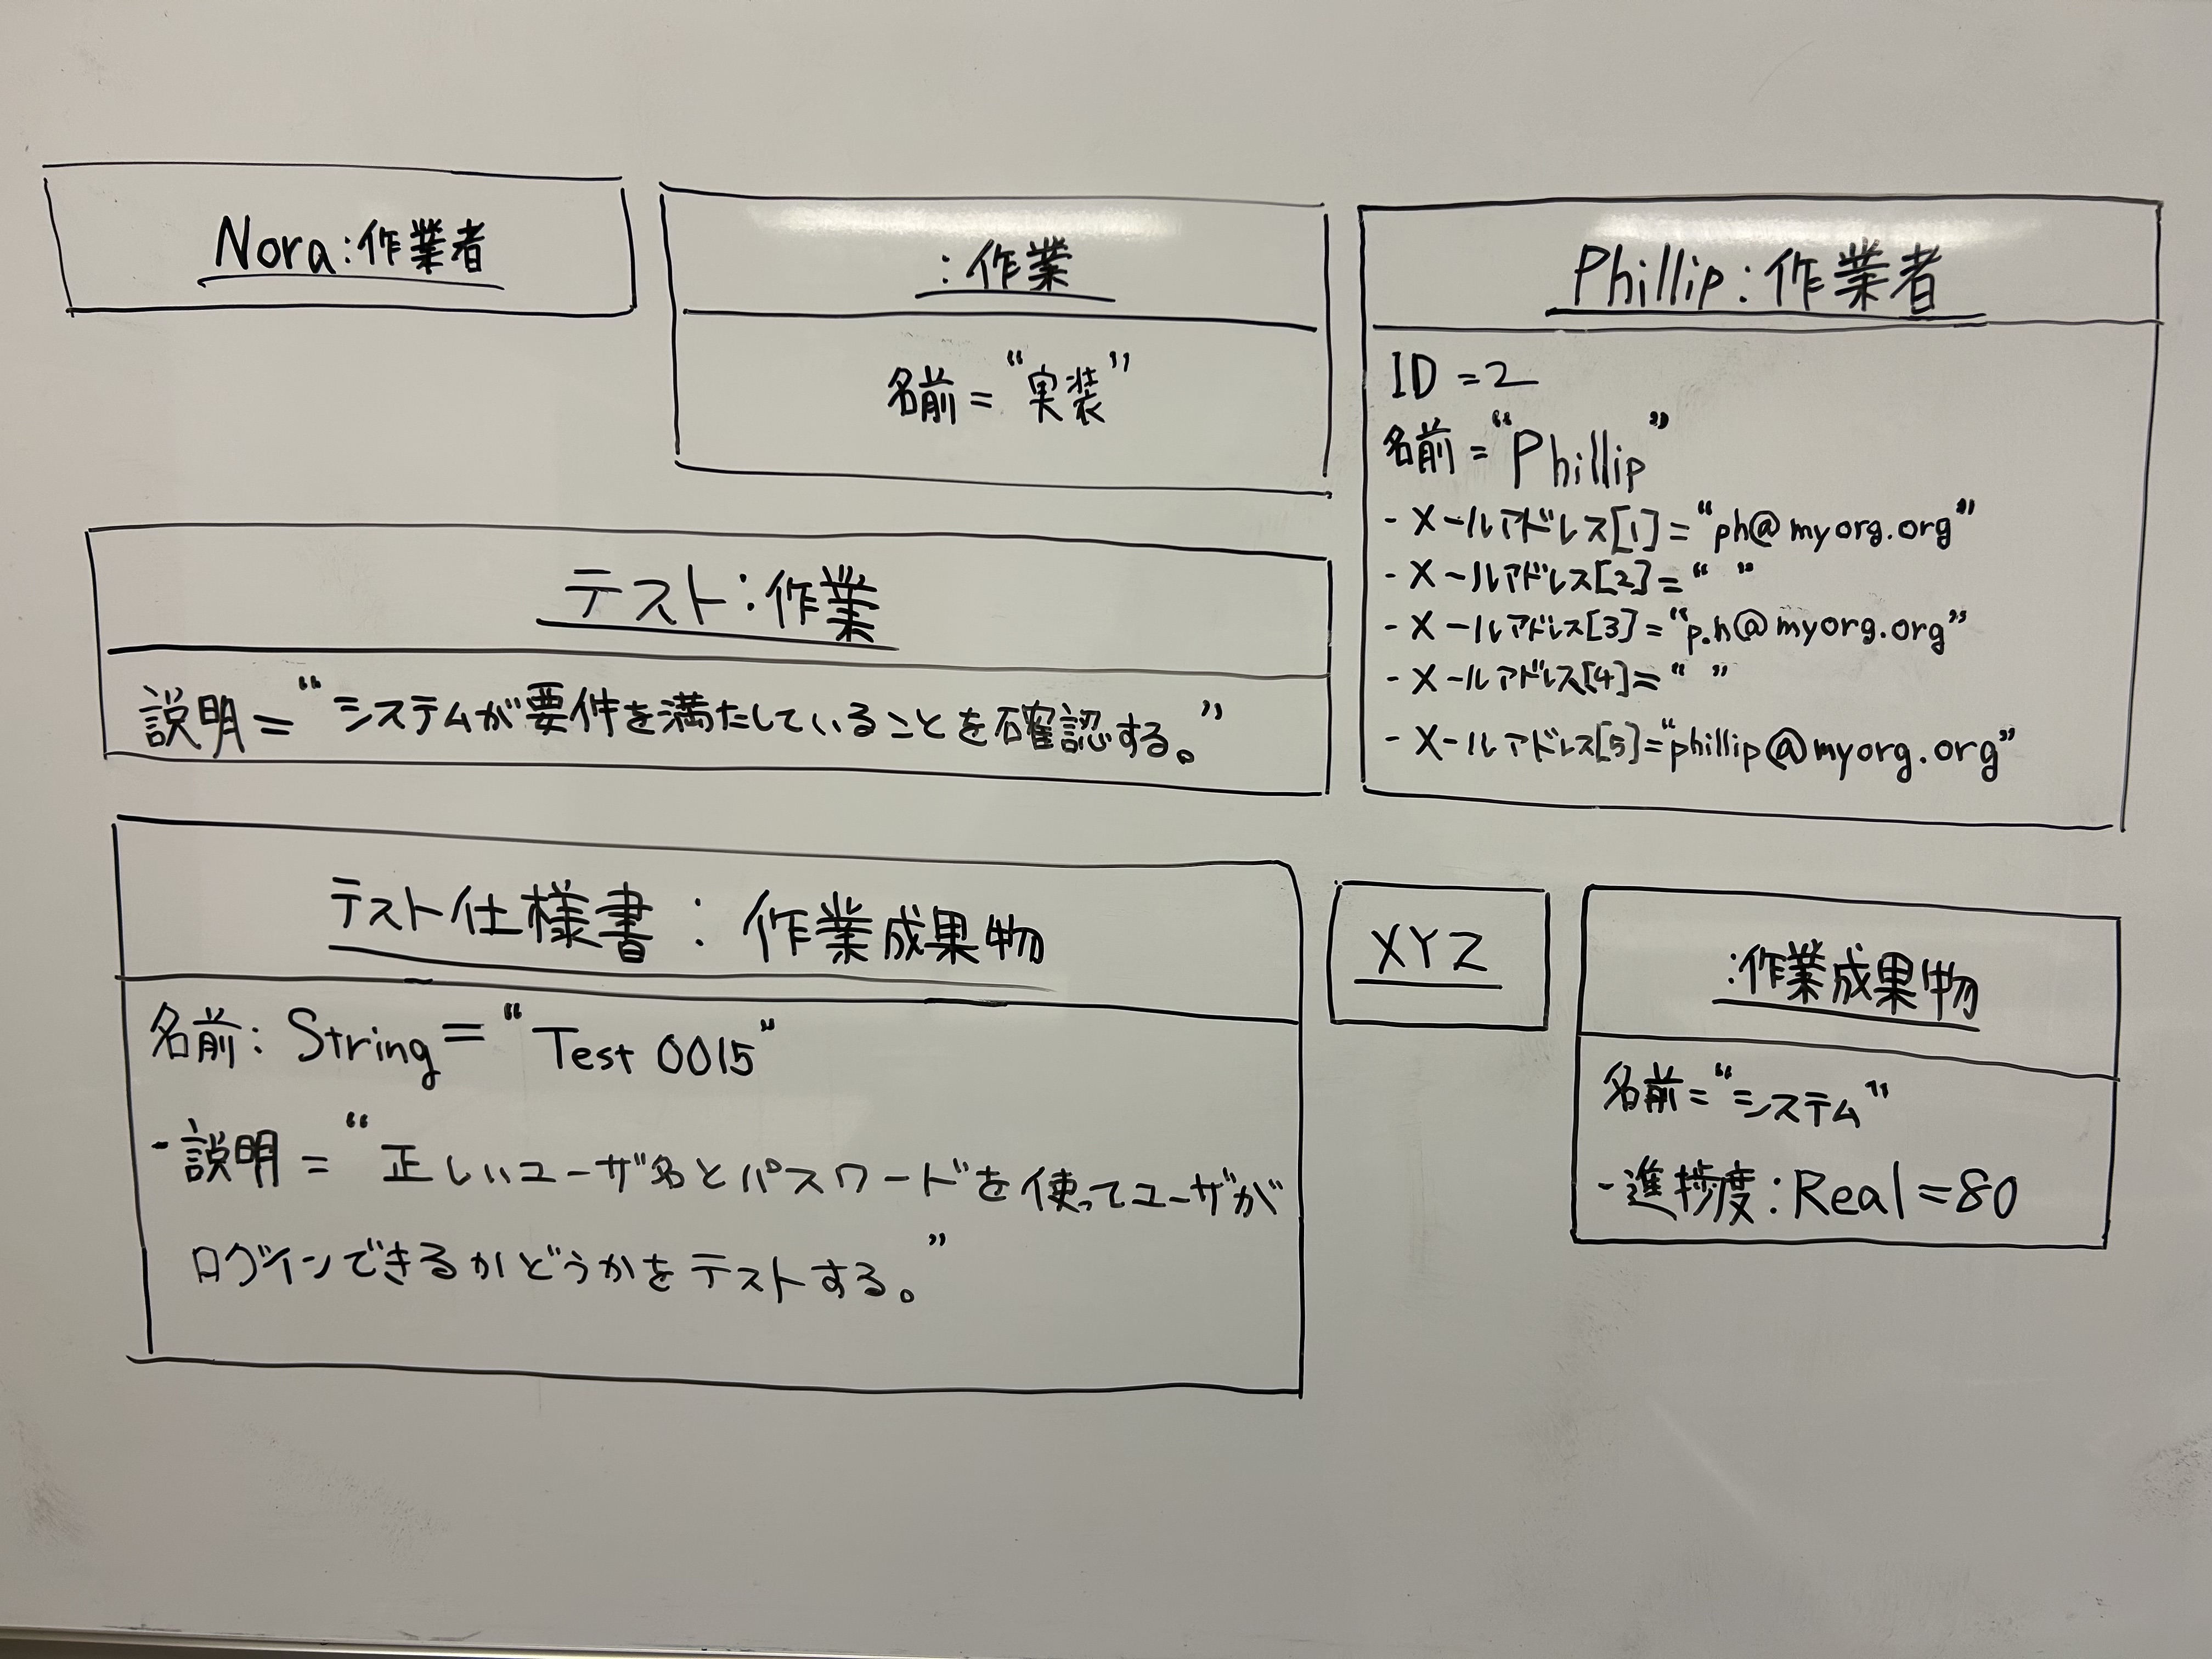 Nora:作業者
:作業
名前="実装"
Phillip:作業者
ID=2
名前="Phillip"
-メールアドレス[1]="ph@myorg.org"
-メールアドレス[2]=" "
-メールアドレス[3]="p.h@myorg.org"
-メールアドレス[4]=" "
-メールアドレス[5]="phillip@myorg.org"
テスト:作業
説明="システムが要件を満たしていることを確認する。"
テスト仕様書:作業成果物
名前:String="Test 0015"
-説明="正しいユーザ名とパスワードを使ってユーザが
ログインできるかどうかをテストする。"
XYZ
:作業成果物
名前="システム"
-進捗度:Real=80